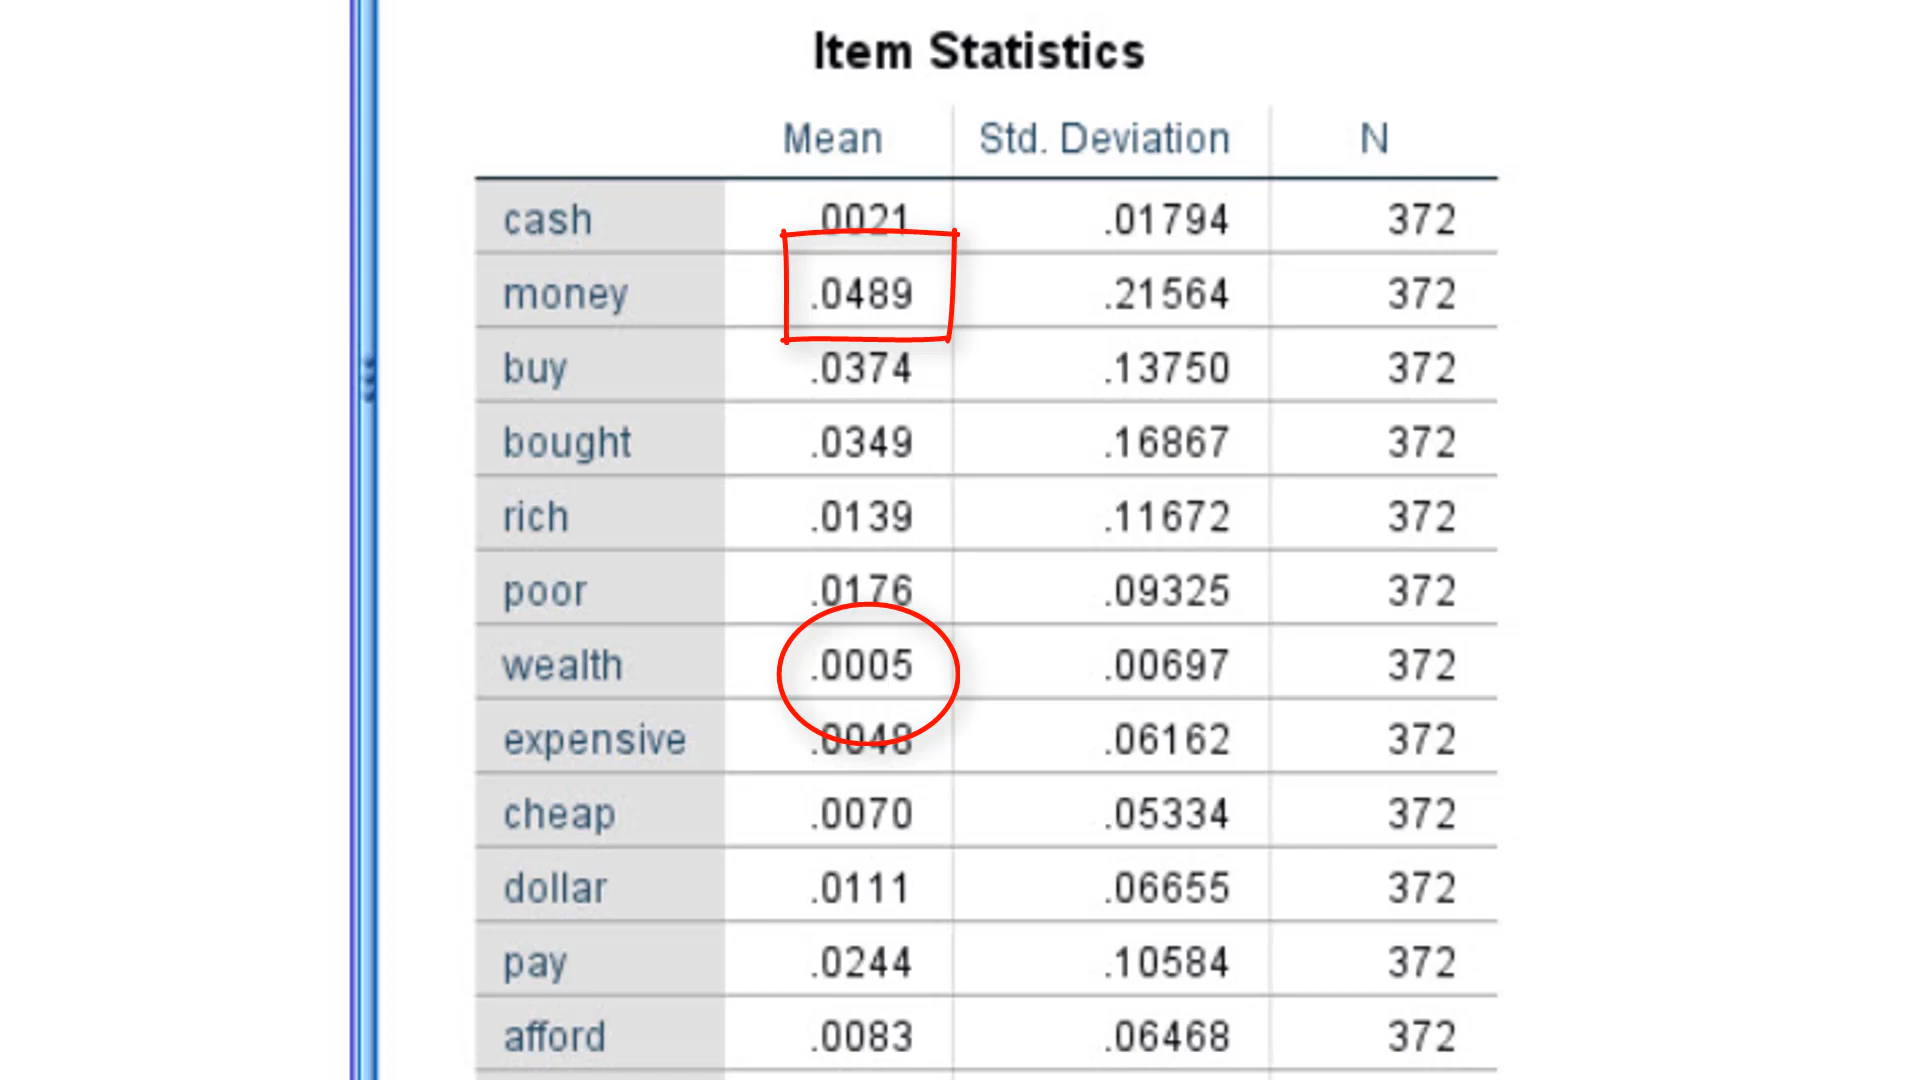 Item Statistics
Mean Std. Deviation N
cash .0021 .01794 372
money .0489 .21564 372
buy .0374 .13750 372
bought .0349 .16867 372
rich .0139 .11672 372
poor .0176 .09325 372
wealth .0005 .00697 372
expensive .0048 .06162 372
cheap .0070 .05334 372
dollar .0111 .06655 372
pay .0244 .10584 372
afford .0083 .06468 372